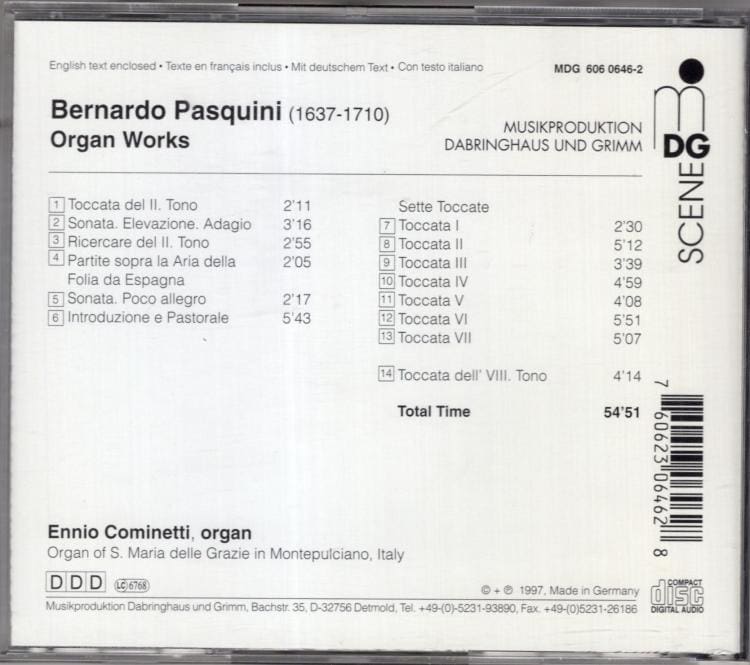 English text enclosed • Texte en français inclus • Mit deutschem Text • Con testo italiano
MDG 606 0646-2
Bernardo Pasquini (1637-1710)
Organ Works
MUSIKPRODUKTION
DABRINGHAUS UND GRIMM
DG
SCENE
1 Toccata del II. Tono 2'11
2 Sonata. Elevazione. Adagio 3'16
3 Ricercare del II. Tono 2'55
4 Partite sopra la Aria della 2'05
Folia da Espagna
5 Sonata. Poco allegro 2'17
6 Introduzione e Pastorale 5'43
Sette Toccate
7 Toccata I 2'30
8 Toccata II 5'12
9 Toccata III 3'39
10 Toccata IV 4'59
11 Toccata V 4'08
12 Toccata VI 5'51
13 Toccata VII 5'07
14 Toccata dell' VIII. Tono 4'14
Total Time 54'51
7 60623 06462 8
Ennio Cominetti, organ
Organ of S. Maria delle Grazie in Montepulciano, Italy
DDD LC 6768
© + ℗ 1997, Made in Germany
COMPACT
disc
DIGITAL AUDIO
Musikproduktion Dabringhaus und Grimm, Bachstr. 35, D-32756 Detmold, Tel. +49-(0)-5231-93890, Fax. +49-(0)5231-26186